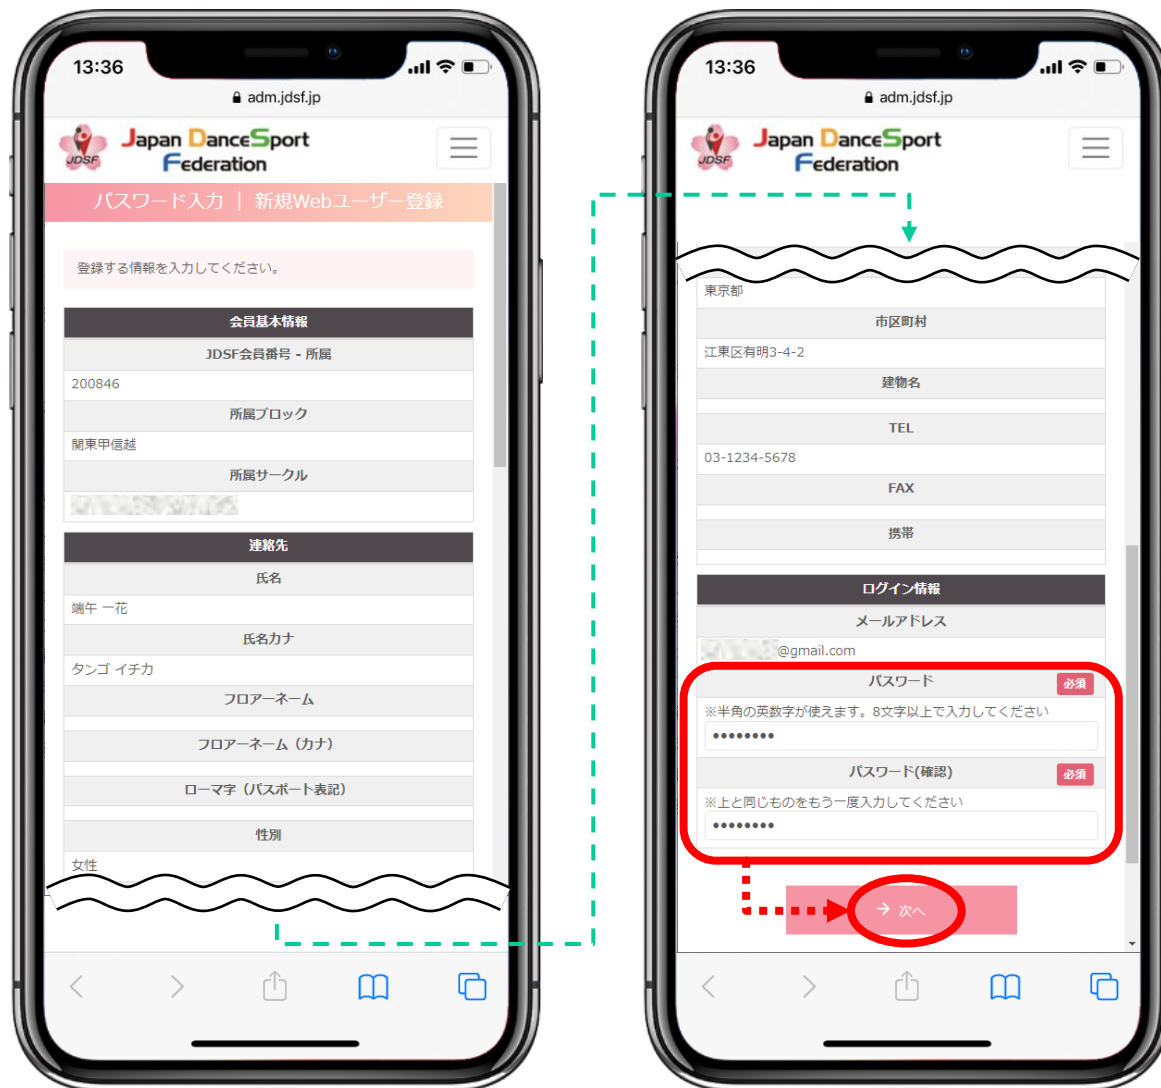 13:36
adm.jdsf.jp
JDSF
Japan DanceSport
Federation
パスワード入力 | 新規Webユーザー登録
登録する情報を入力してください。
会員基本情報
JDSF会員番号 - 所属
200846
所属ブロック
関東甲信越
所属サークル
連絡先
氏名
端午 一花
氏名カナ
タンゴ イチカ
フロアーネーム
フロアーネーム（カナ）
ローマ字（パスポート表記）
性別
女性
13:36
adm.jdsf.jp
JDSF
Japan DanceSport
Federation
東京都
市区町村
江東区有明3-4-2
建物名
TEL
03-1234-5678
FAX
携帯
ログイン情報
メールアドレス
@gmail.com
パスワード 必須
※半角の英数字が使えます。8文字以上で入力してください
••••••••
パスワード(確認) 必須
※上と同じものをもう一度入力してください
••••••••
→ 次へ